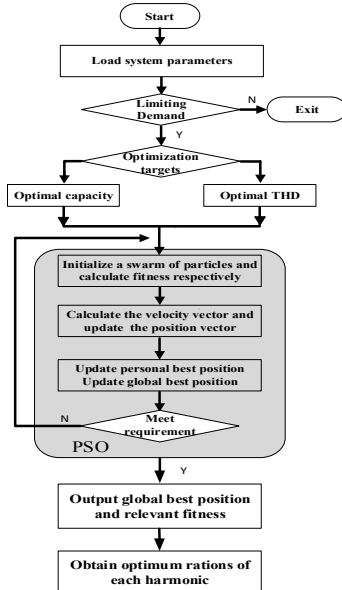 Start
Load system parameters
Limiting
Demand
N
Exit
Y
Optimization
targets
Optimal capacity
Optimal THD
Initialize a swarm of particles and
calculate fitness respectively
Calculate the velocity vector and
update the position vector
Update personal best position
Update global best position
N
Meet
requirement
PSO
Y
Output global best position
and relevant fitness
Obtain optimum rations of
each harmonic